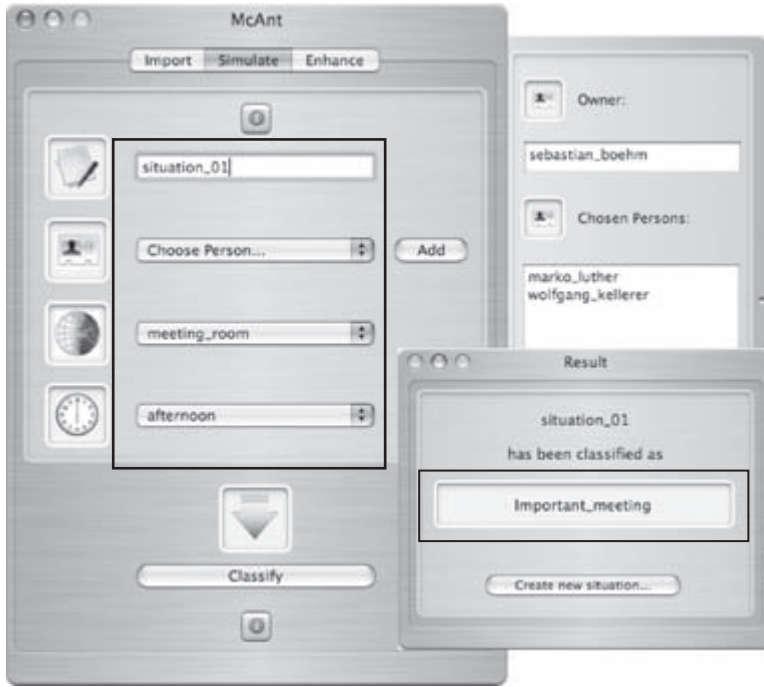 McAnt
Import Simulate Enhance
situation_01
Choose Person...
Add
meeting_room
afternoon
Classify
Owner:
sebastian_boehm
Chosen Persons:
marko_luther
wolfgang_kellerer
Result
situation_01
has been classified as
Important_meeting
Create new situation...